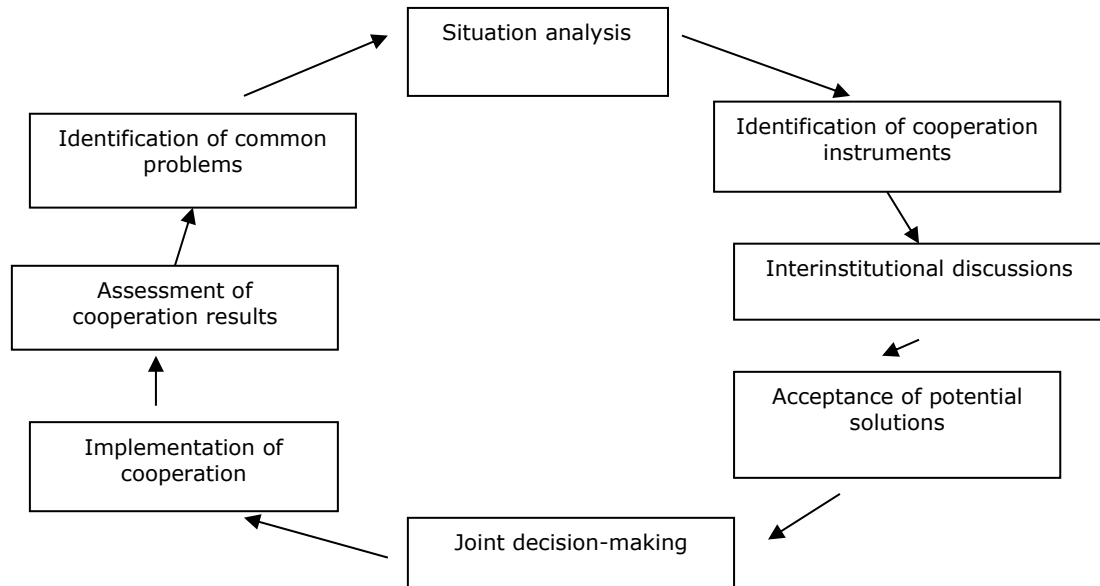 Situation analysis
Identification of common
problems
Identification of cooperation
instruments
Interinstitutional discussions
Assessment of
cooperation results
Acceptance of potential
solutions
Implementation of
cooperation
Joint decision-making